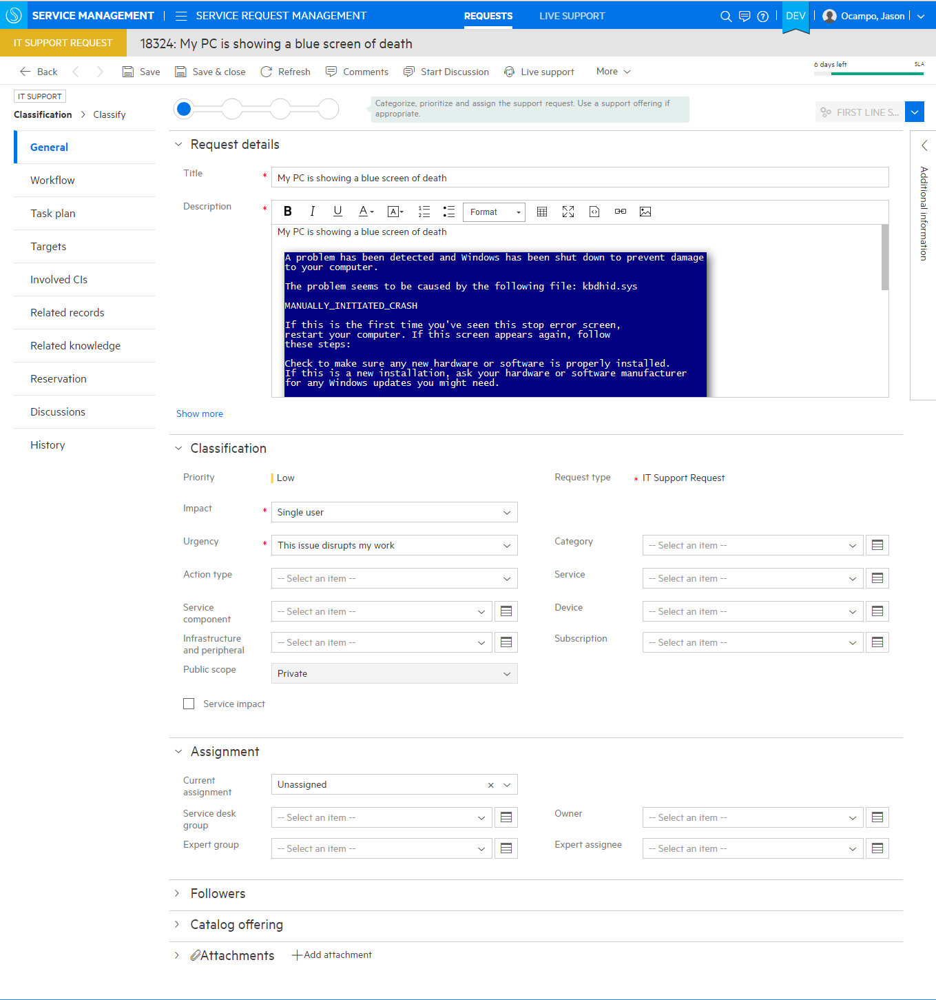 SERVICE MANAGEMENT
SERVICE REQUEST MANAGEMENT
REQUESTS
LIVE SUPPORT
DEV
Ocampo, Jason
IT SUPPORT REQUEST
18324: My PC is showing a blue screen of death
Back
Save
Save & close
Refresh
Comments
Start Discussion
Live support
More
6 days left
SLA
IT SUPPORT
Classification > Classify
Categorize, prioritize and assign the support request. Use a support offering if
appropriate.
FIRST LINE S...
General
Workflow
Task plan
Targets
Involved CIs
Related records
Related knowledge
Reservation
Discussions
History
Additional information
Request details
Title * My PC is showing a blue screen of death
Description *
B I U A A Format
My PC is showing a blue screen of death
A problem has been detected and Windows has been shut down to prevent damage
to your computer.
The problem seems to be caused by the following file: kbdhid.sys
MANUALLY_INITIATED_CRASH
If this is the first time you've seen this stop error screen,
restart your computer. If this screen appears again, follow
these steps:
Check to make sure any new hardware or software is properly installed.
If this is a new installation, ask your hardware or software manufacturer
for any Windows updates you might need.
Show more
Classification
Priority Low
Request type * IT Support Request
Impact * Single user
Urgency * This issue disrupts my work
Category -- Select an item --
Action type -- Select an item --
Service -- Select an item --
Service
component
-- Select an item --
Device -- Select an item --
Infrastructure
and peripheral
-- Select an item --
Subscription -- Select an item --
Public scope Private
Service impact
Assignment
Current
assignment
Unassigned
Service desk
group
-- Select an item --
Owner -- Select an item --
Expert group -- Select an item --
Expert assignee -- Select an item --
Followers
Catalog offering
Attachments
Add attachment